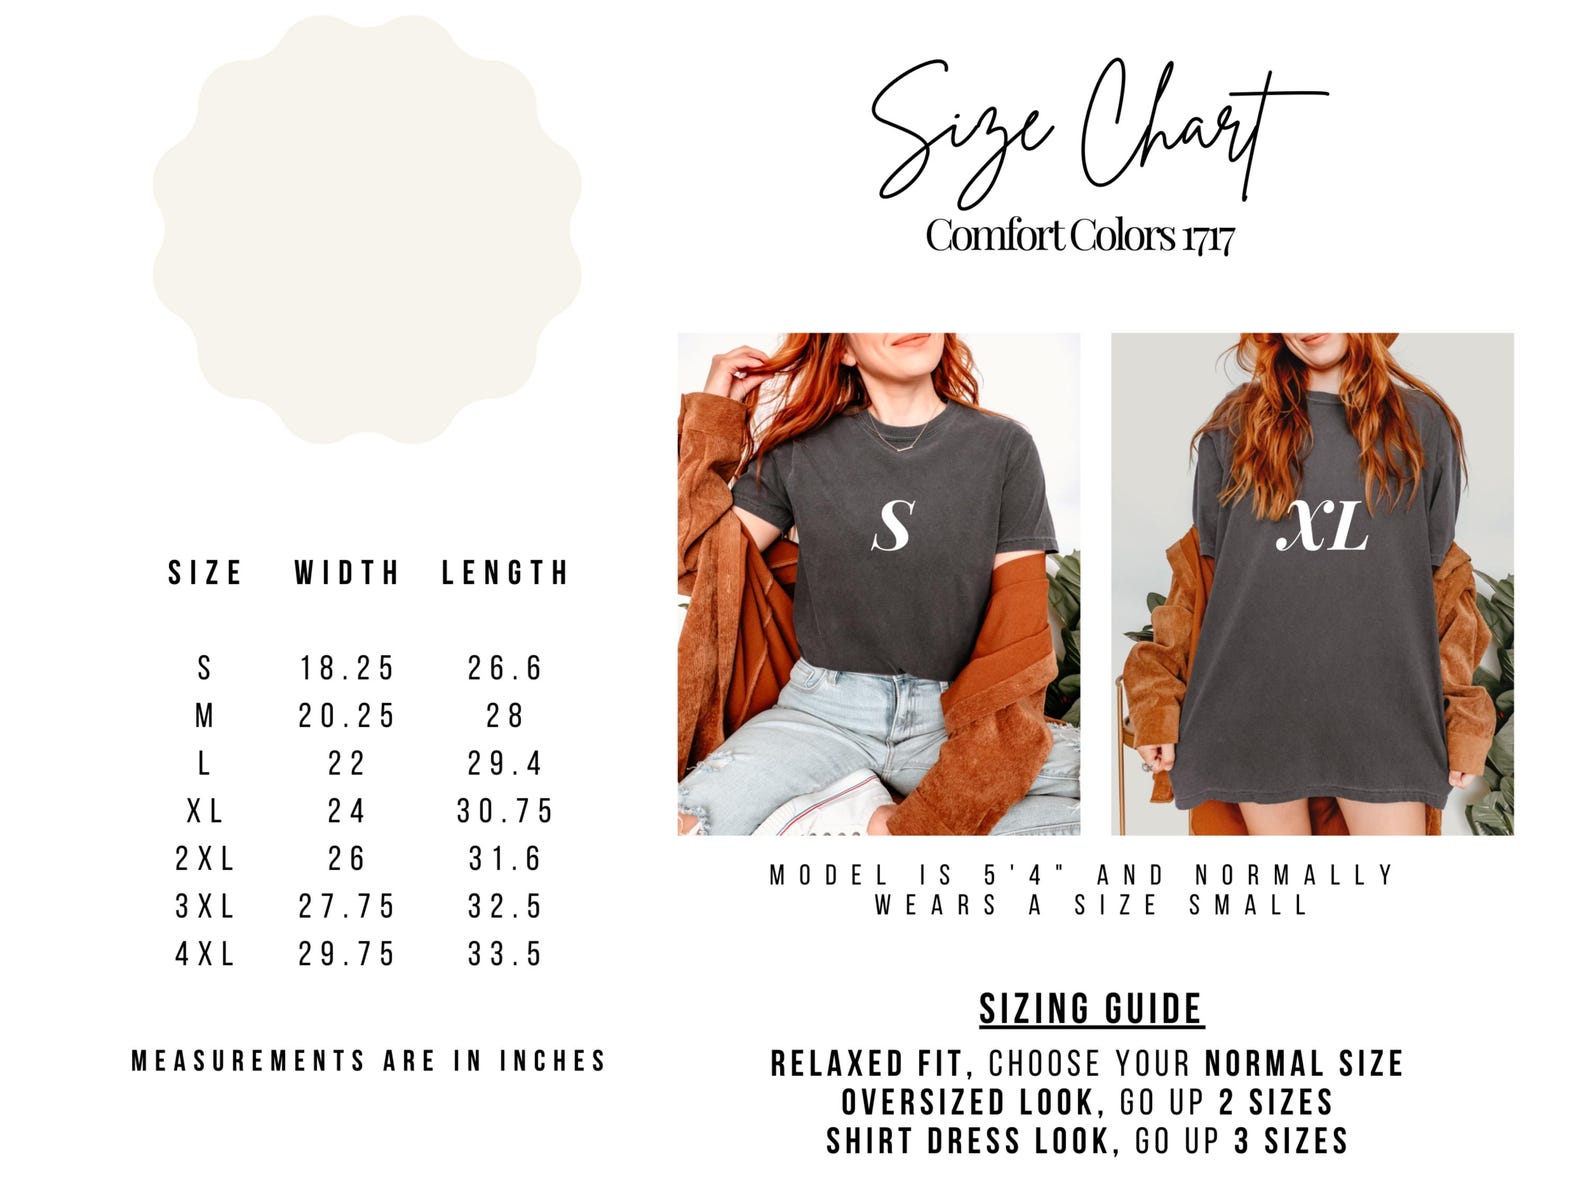 Size Chart
Comfort Colors 1717
S
XL
SIZE WIDTH LENGTH
S 18.25 26.6
M 20.25 28
L 22 29.4
XL 24 30.75
2XL 26 31.6
3XL 27.75 32.5
4XL 29.75 33.5
MEASUREMENTS ARE IN INCHES
MODEL IS 5'4" AND NORMALLY
WEARS A SIZE SMALL
SIZING GUIDE
RELAXED FIT, CHOOSE YOUR NORMAL SIZE
OVERSIZED LOOK, GO UP 2 SIZES
SHIRT DRESS LOOK, GO UP 3 SIZES